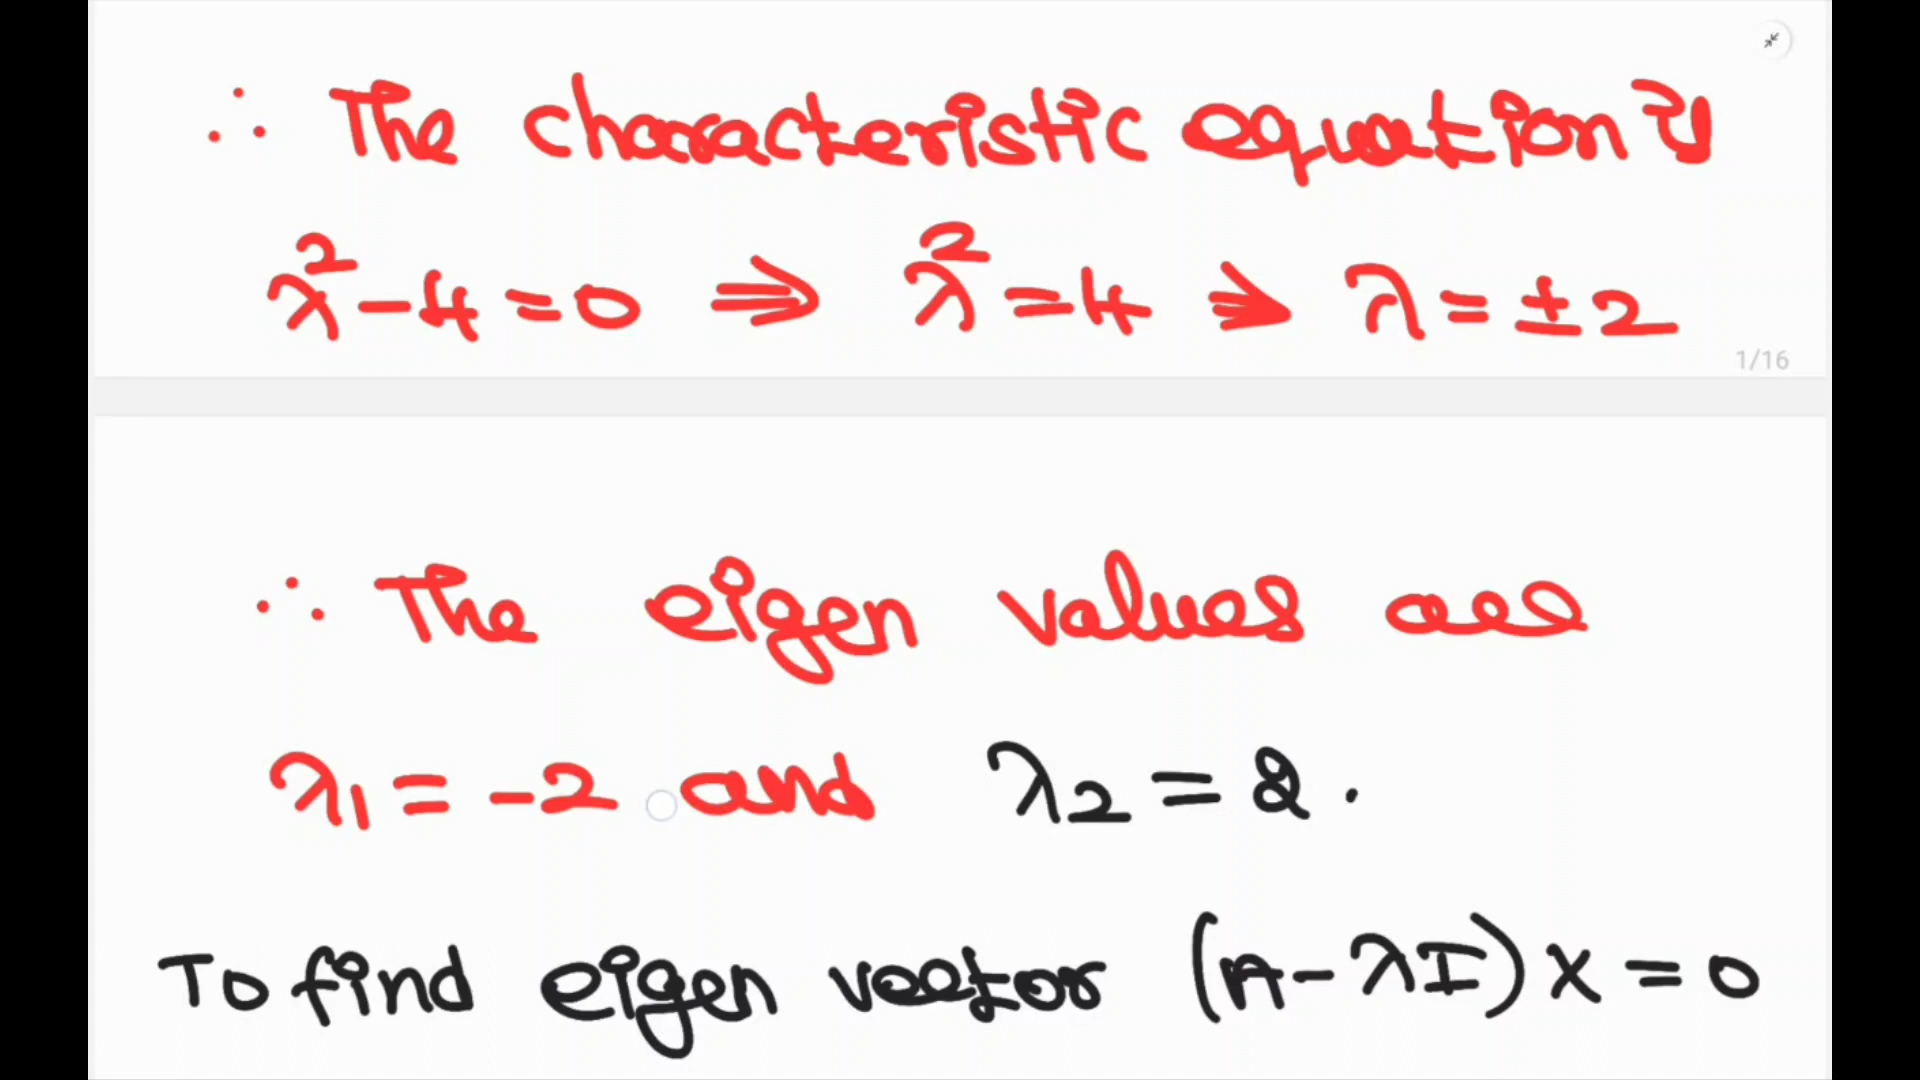 ∴ The characteristic equation is
λ² - 4 = 0 ⇒ λ² = 4 ⇒ λ = ± 2
1/16
∴ The eigen values are
λ1 = -2 and λ2 = 2 .
To find eigen vector (A - λI) X = 0